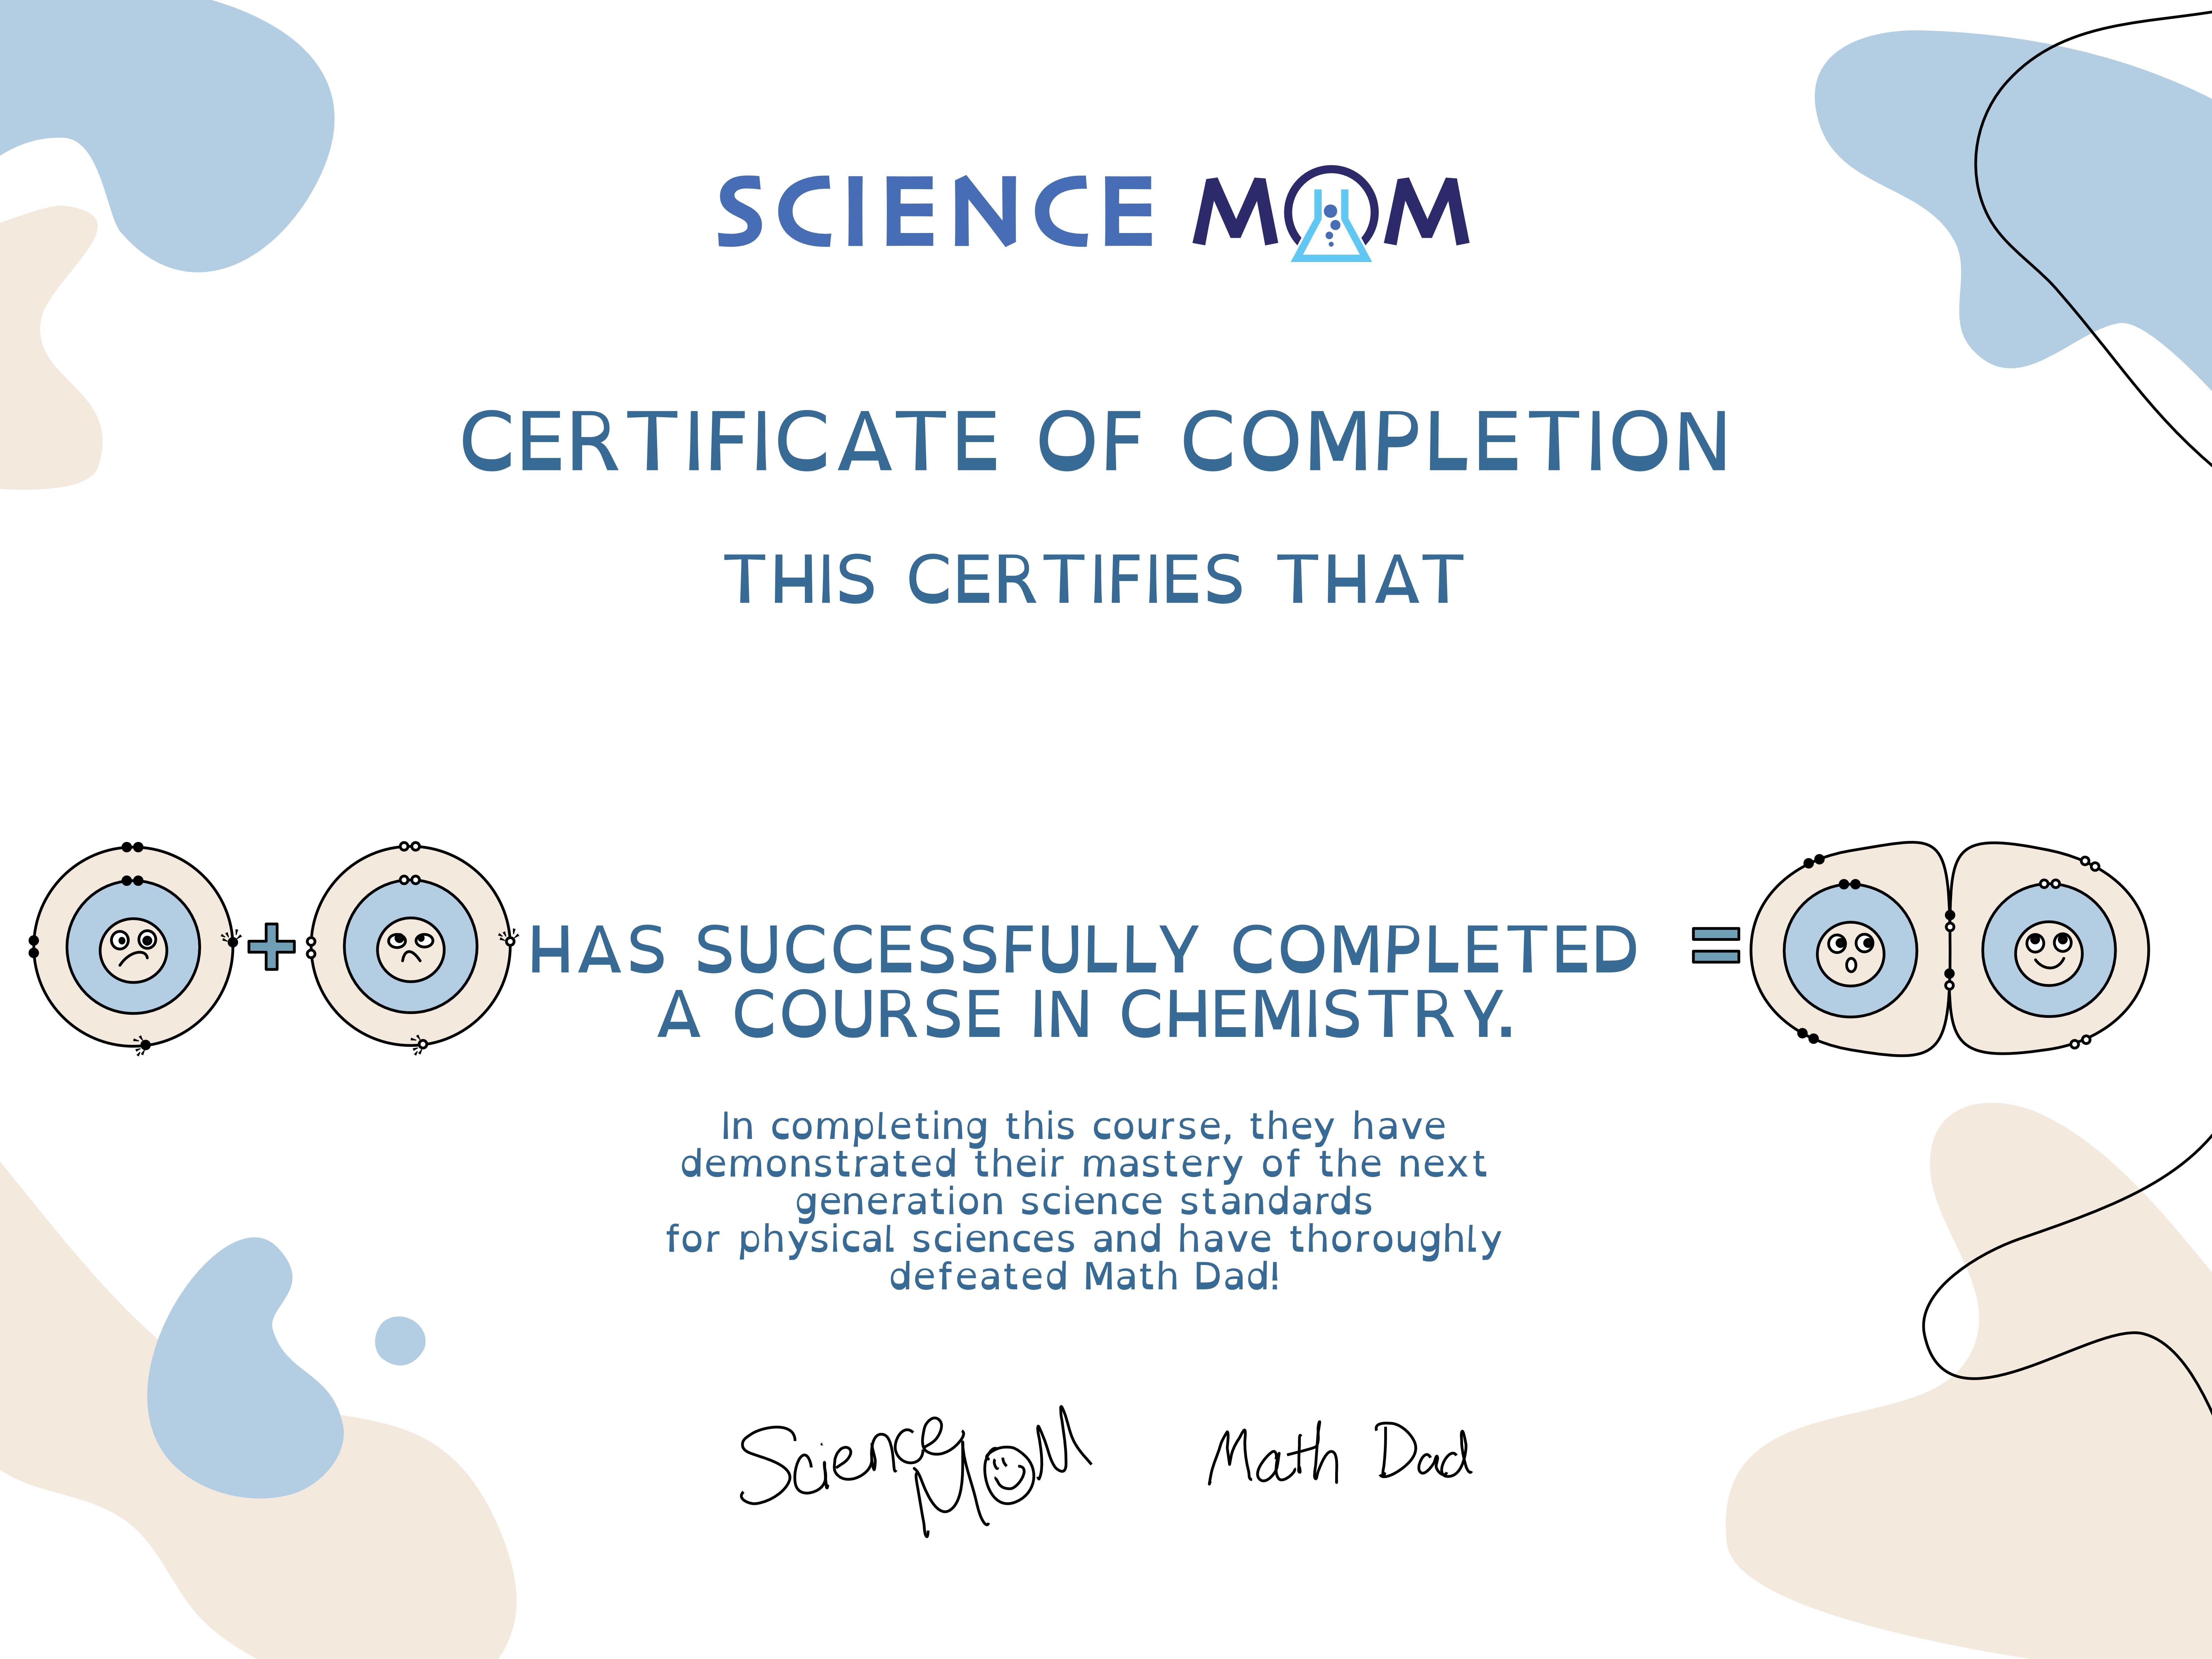 SCIENCE MOM
CERTIFICATE OF COMPLETION
THIS CERTIFIES THAT
HAS SUCCESSFULLY COMPLETED
A COURSE IN CHEMISTRY.
In completing this course, they have
demonstrated their mastery of the next
generation science standards
for physical sciences and have thoroughly
defeated Math Dad!
Science Mom Math Dad